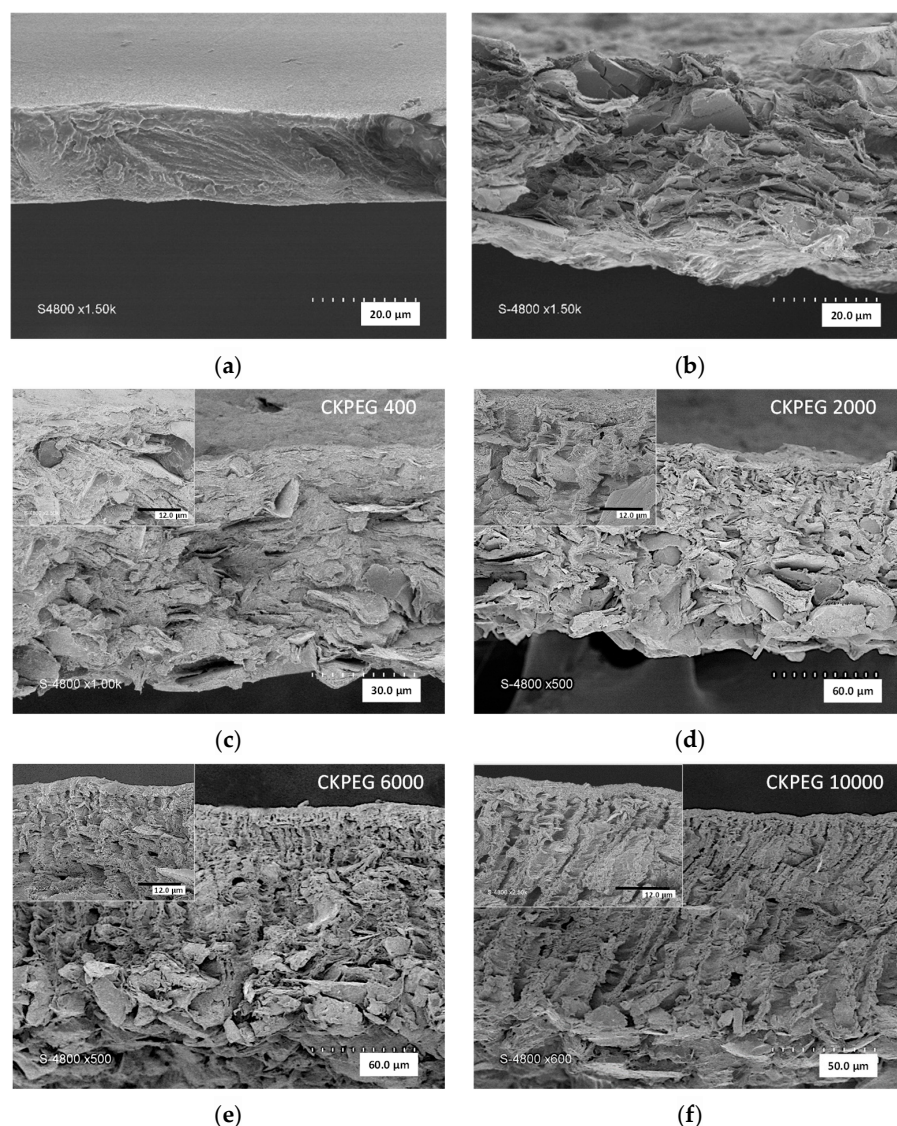 S4800 x1.50k
20.0 µm
S-4800 x1.50k
20.0 µm
(a)
(b)
CKPEG 400
12.0 µm
S-4800 x1.00k
30.0 µm
CKPEG 2000
12.0 µm
S-4800 x500
60.0 µm
(c)
(d)
CKPEG 6000
12.0 µm
S-4800 x500
60.0 µm
CKPEG 10000
12.0 µm
S-4800 x600
50.0 µm
(e)
(f)